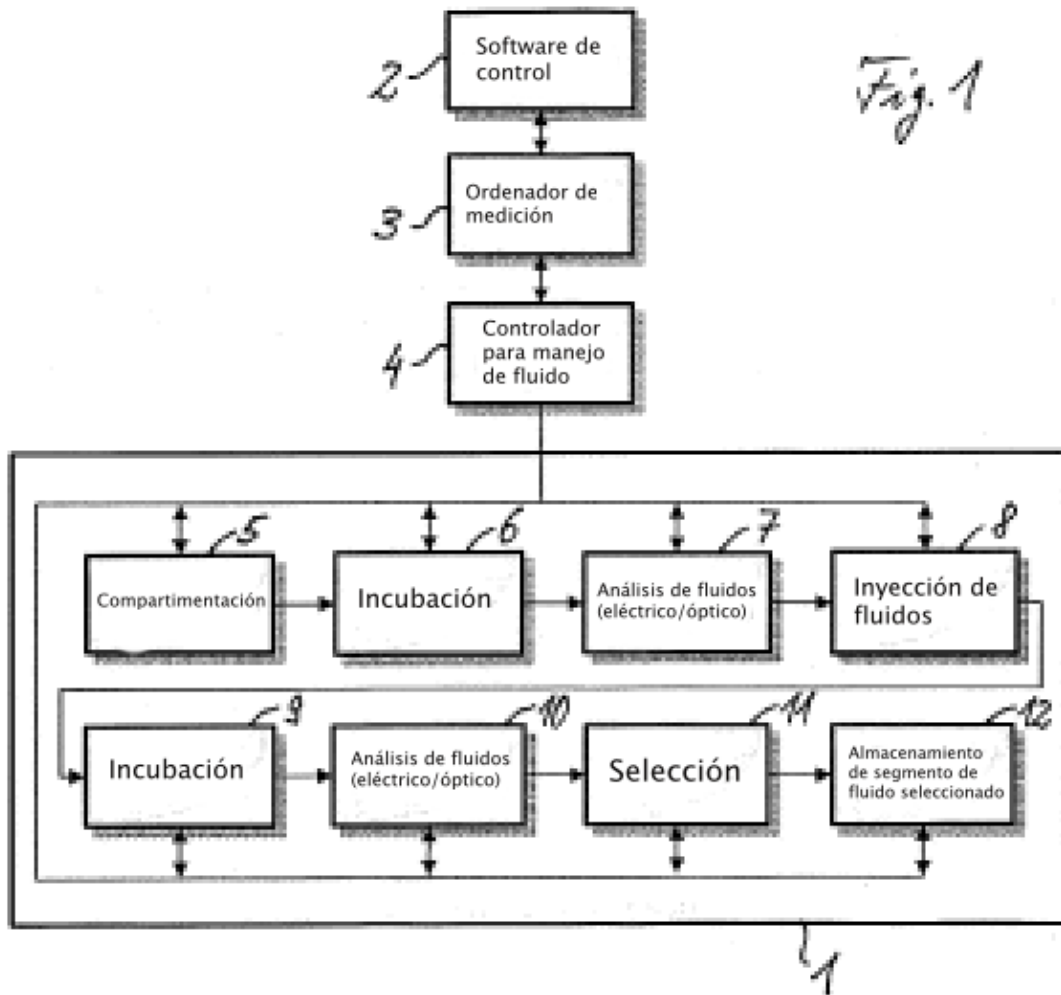 Software de
control
2
Fig. 1
Ordenador de
medición
3
Controlador
para manejo
de fluido
4
5
6
7
8
Compartimentación
Incubación
Análisis de fluidos
(eléctrico/óptico)
Inyección de
fluidos
9
10
11
12
Incubación
Análisis de fluidos
(eléctrico/óptico)
Selección
Almacenamiento
de segmento de
fluido seleccionado
1